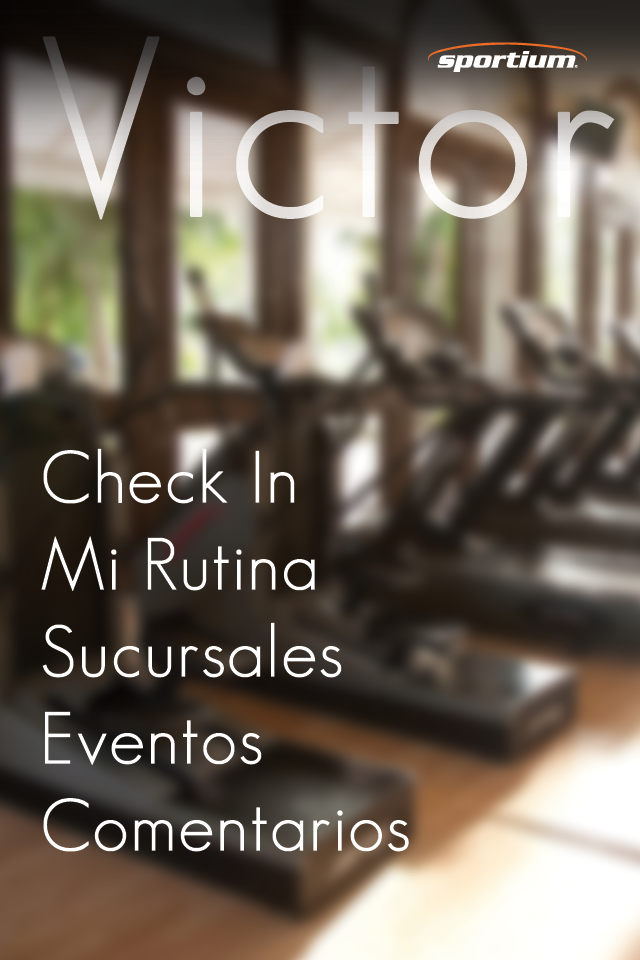 sportium.
Victor
Check In
Mi Rutina
Sucursales
Eventos
Comentarios